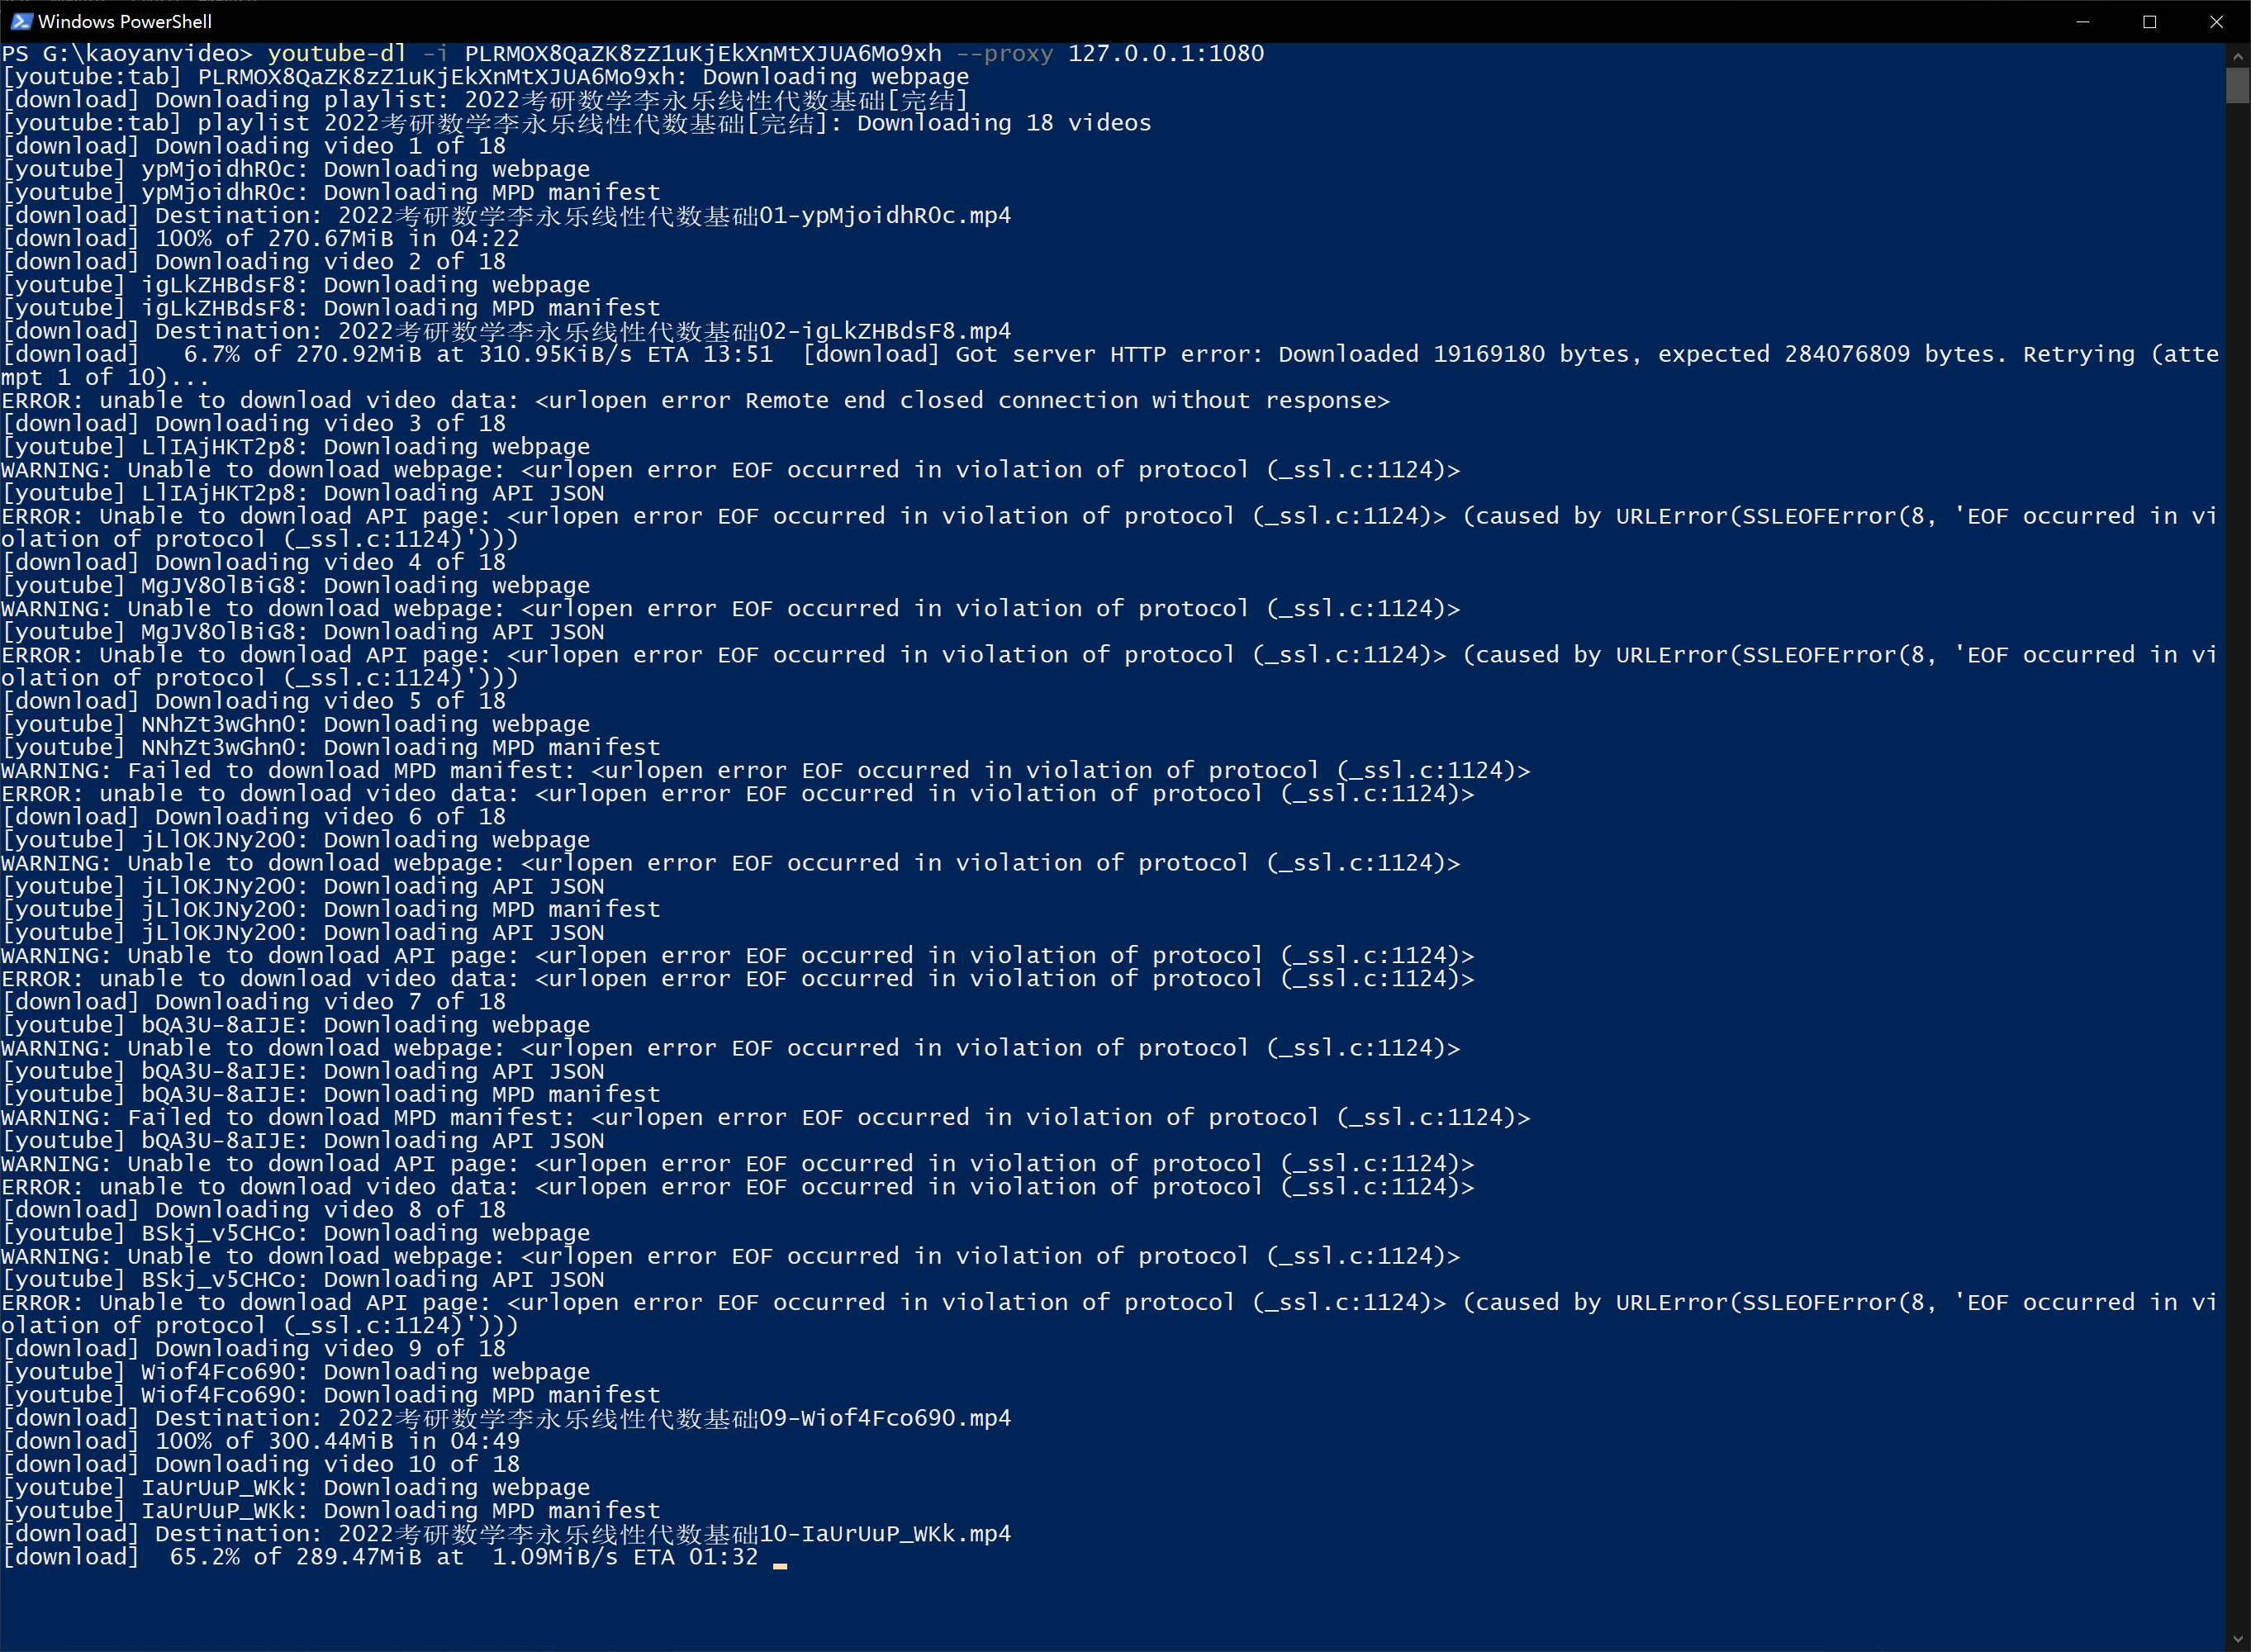 Windows PowerShell
PS G:\kaoyanvideo> youtube-dl -i PLRMOX8QaZK8zZ1uKjEkXnMtXJUA6Mo9xh --proxy 127.0.0.1:1080
[youtube:tab] PLRMOX8QaZK8zZ1uKjEkXnMtXJUA6Mo9xh: Downloading webpage
[download] Downloading playlist: 2022考研数学李永乐线性代数基础[完结]
[youtube:tab] playlist 2022考研数学李永乐线性代数基础[完结]: Downloading 18 videos
[download] Downloading video 1 of 18
[youtube] ypMjoidhR0c: Downloading webpage
[youtube] ypMjoidhR0c: Downloading MPD manifest
[download] Destination: 2022考研数学李永乐线性代数基础01-ypMjoidhR0c.mp4
[download] 100% of 270.67MiB in 04:22
[download] Downloading video 2 of 18
[youtube] igLkZHBdsF8: Downloading webpage
[youtube] igLkZHBdsF8: Downloading MPD manifest
[download] Destination: 2022考研数学李永乐线性代数基础02-igLkZHBdsF8.mp4
[download]   6.7% of 270.92MiB at 310.95KiB/s ETA 13:51  [download] Got server HTTP error: Downloaded 19169180 bytes, expected 284076809 bytes. Retrying (atte
mpt 1 of 10)...
ERROR: unable to download video data: <urlopen error Remote end closed connection without response>
[download] Downloading video 3 of 18
[youtube] LlIAjHKT2p8: Downloading webpage
WARNING: Unable to download webpage: <urlopen error EOF occurred in violation of protocol (_ssl.c:1124)>
[youtube] LlIAjHKT2p8: Downloading API JSON
ERROR: Unable to download API page: <urlopen error EOF occurred in violation of protocol (_ssl.c:1124)> (caused by URLError(SSLEOFError(8, 'EOF occurred in vi
olation of protocol (_ssl.c:1124)')))
[download] Downloading video 4 of 18
[youtube] MgJV8OlBiG8: Downloading webpage
WARNING: Unable to download webpage: <urlopen error EOF occurred in violation of protocol (_ssl.c:1124)>
[youtube] MgJV8OlBiG8: Downloading API JSON
ERROR: Unable to download API page: <urlopen error EOF occurred in violation of protocol (_ssl.c:1124)> (caused by URLError(SSLEOFError(8, 'EOF occurred in vi
olation of protocol (_ssl.c:1124)')))
[download] Downloading video 5 of 18
[youtube] NNhZt3wGhn0: Downloading webpage
[youtube] NNhZt3wGhn0: Downloading MPD manifest
WARNING: Failed to download MPD manifest: <urlopen error EOF occurred in violation of protocol (_ssl.c:1124)>
ERROR: unable to download video data: <urlopen error EOF occurred in violation of protocol (_ssl.c:1124)>
[download] Downloading video 6 of 18
[youtube] jLlOKJNy2O0: Downloading webpage
WARNING: Unable to download webpage: <urlopen error EOF occurred in violation of protocol (_ssl.c:1124)>
[youtube] jLlOKJNy2O0: Downloading API JSON
[youtube] jLlOKJNy2O0: Downloading MPD manifest
[youtube] jLlOKJNy2O0: Downloading API JSON
WARNING: Unable to download API page: <urlopen error EOF occurred in violation of protocol (_ssl.c:1124)>
ERROR: unable to download video data: <urlopen error EOF occurred in violation of protocol (_ssl.c:1124)>
[download] Downloading video 7 of 18
[youtube] bQA3U-8aIJE: Downloading webpage
WARNING: Unable to download webpage: <urlopen error EOF occurred in violation of protocol (_ssl.c:1124)>
[youtube] bQA3U-8aIJE: Downloading API JSON
[youtube] bQA3U-8aIJE: Downloading MPD manifest
WARNING: Failed to download MPD manifest: <urlopen error EOF occurred in violation of protocol (_ssl.c:1124)>
[youtube] bQA3U-8aIJE: Downloading API JSON
WARNING: Unable to download API page: <urlopen error EOF occurred in violation of protocol (_ssl.c:1124)>
ERROR: unable to download video data: <urlopen error EOF occurred in violation of protocol (_ssl.c:1124)>
[download] Downloading video 8 of 18
[youtube] BSkj_v5CHCo: Downloading webpage
WARNING: Unable to download webpage: <urlopen error EOF occurred in violation of protocol (_ssl.c:1124)>
[youtube] BSkj_v5CHCo: Downloading API JSON
ERROR: Unable to download API page: <urlopen error EOF occurred in violation of protocol (_ssl.c:1124)> (caused by URLError(SSLEOFError(8, 'EOF occurred in vi
olation of protocol (_ssl.c:1124)')))
[download] Downloading video 9 of 18
[youtube] Wiof4Fco690: Downloading webpage
[youtube] Wiof4Fco690: Downloading MPD manifest
[download] Destination: 2022考研数学李永乐线性代数基础09-Wiof4Fco690.mp4
[download] 100% of 300.44MiB in 04:49
[download] Downloading video 10 of 18
[youtube] IaUrUuP_WKk: Downloading webpage
[youtube] IaUrUuP_WKk: Downloading MPD manifest
[download] Destination: 2022考研数学李永乐线性代数基础10-IaUrUuP_WKk.mp4
[download]  65.2% of 289.47MiB at  1.09MiB/s ETA 01:32